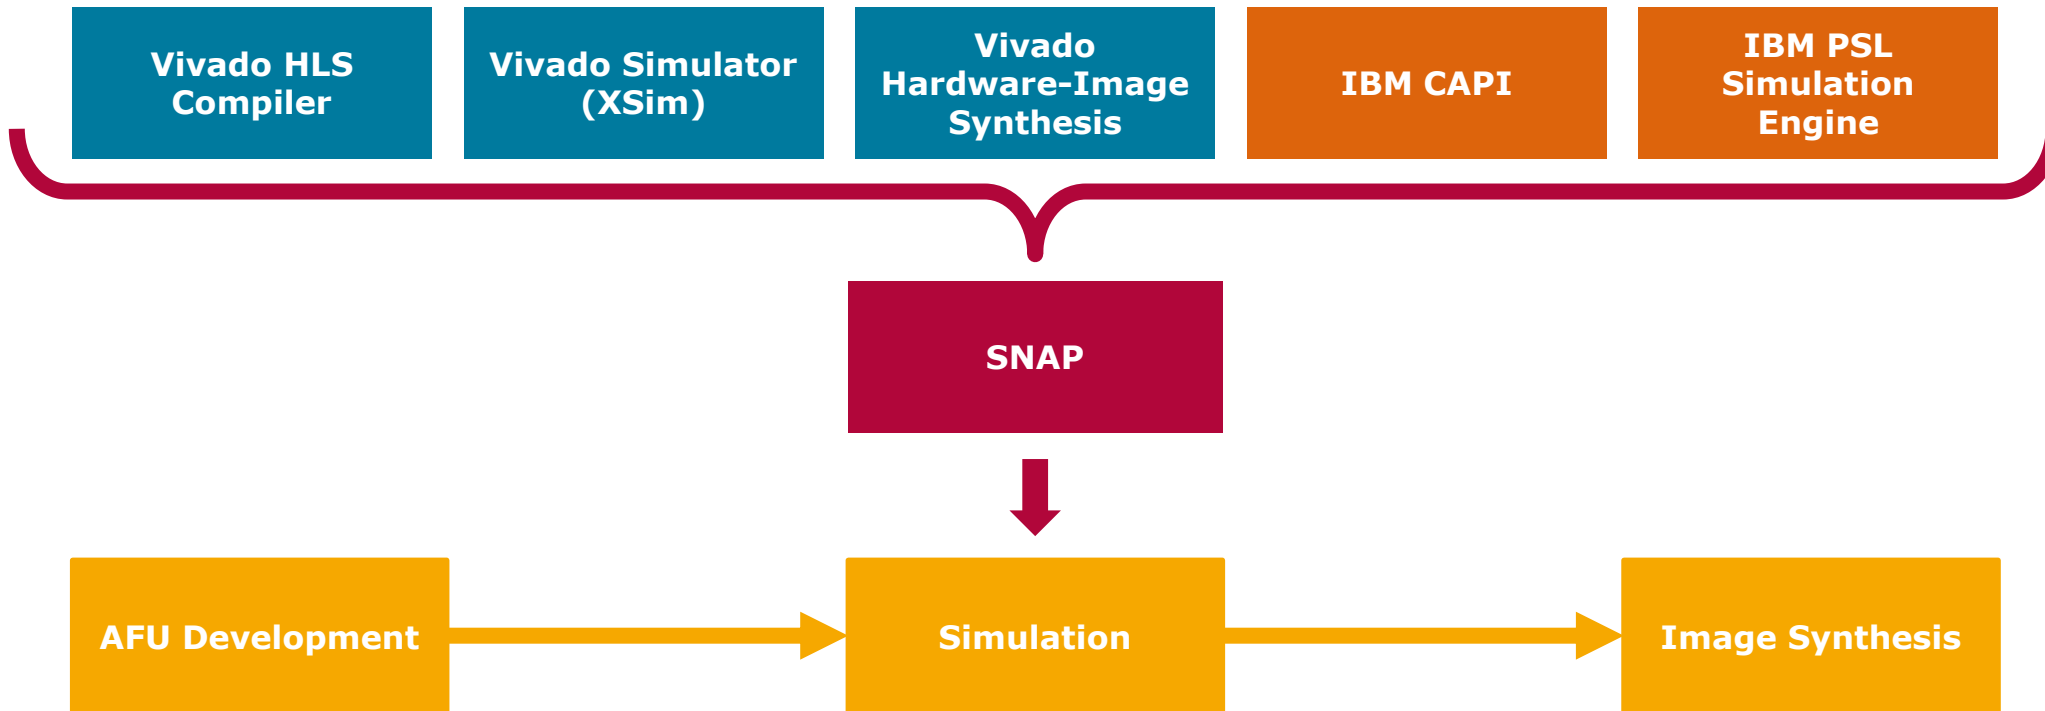 Vivado HLS
Compiler
Vivado Simulator
(XSim)
Vivado
Hardware-Image
Synthesis
IBM CAPI
IBM PSL
Simulation
Engine
SNAP
AFU Development
Simulation
Image Synthesis